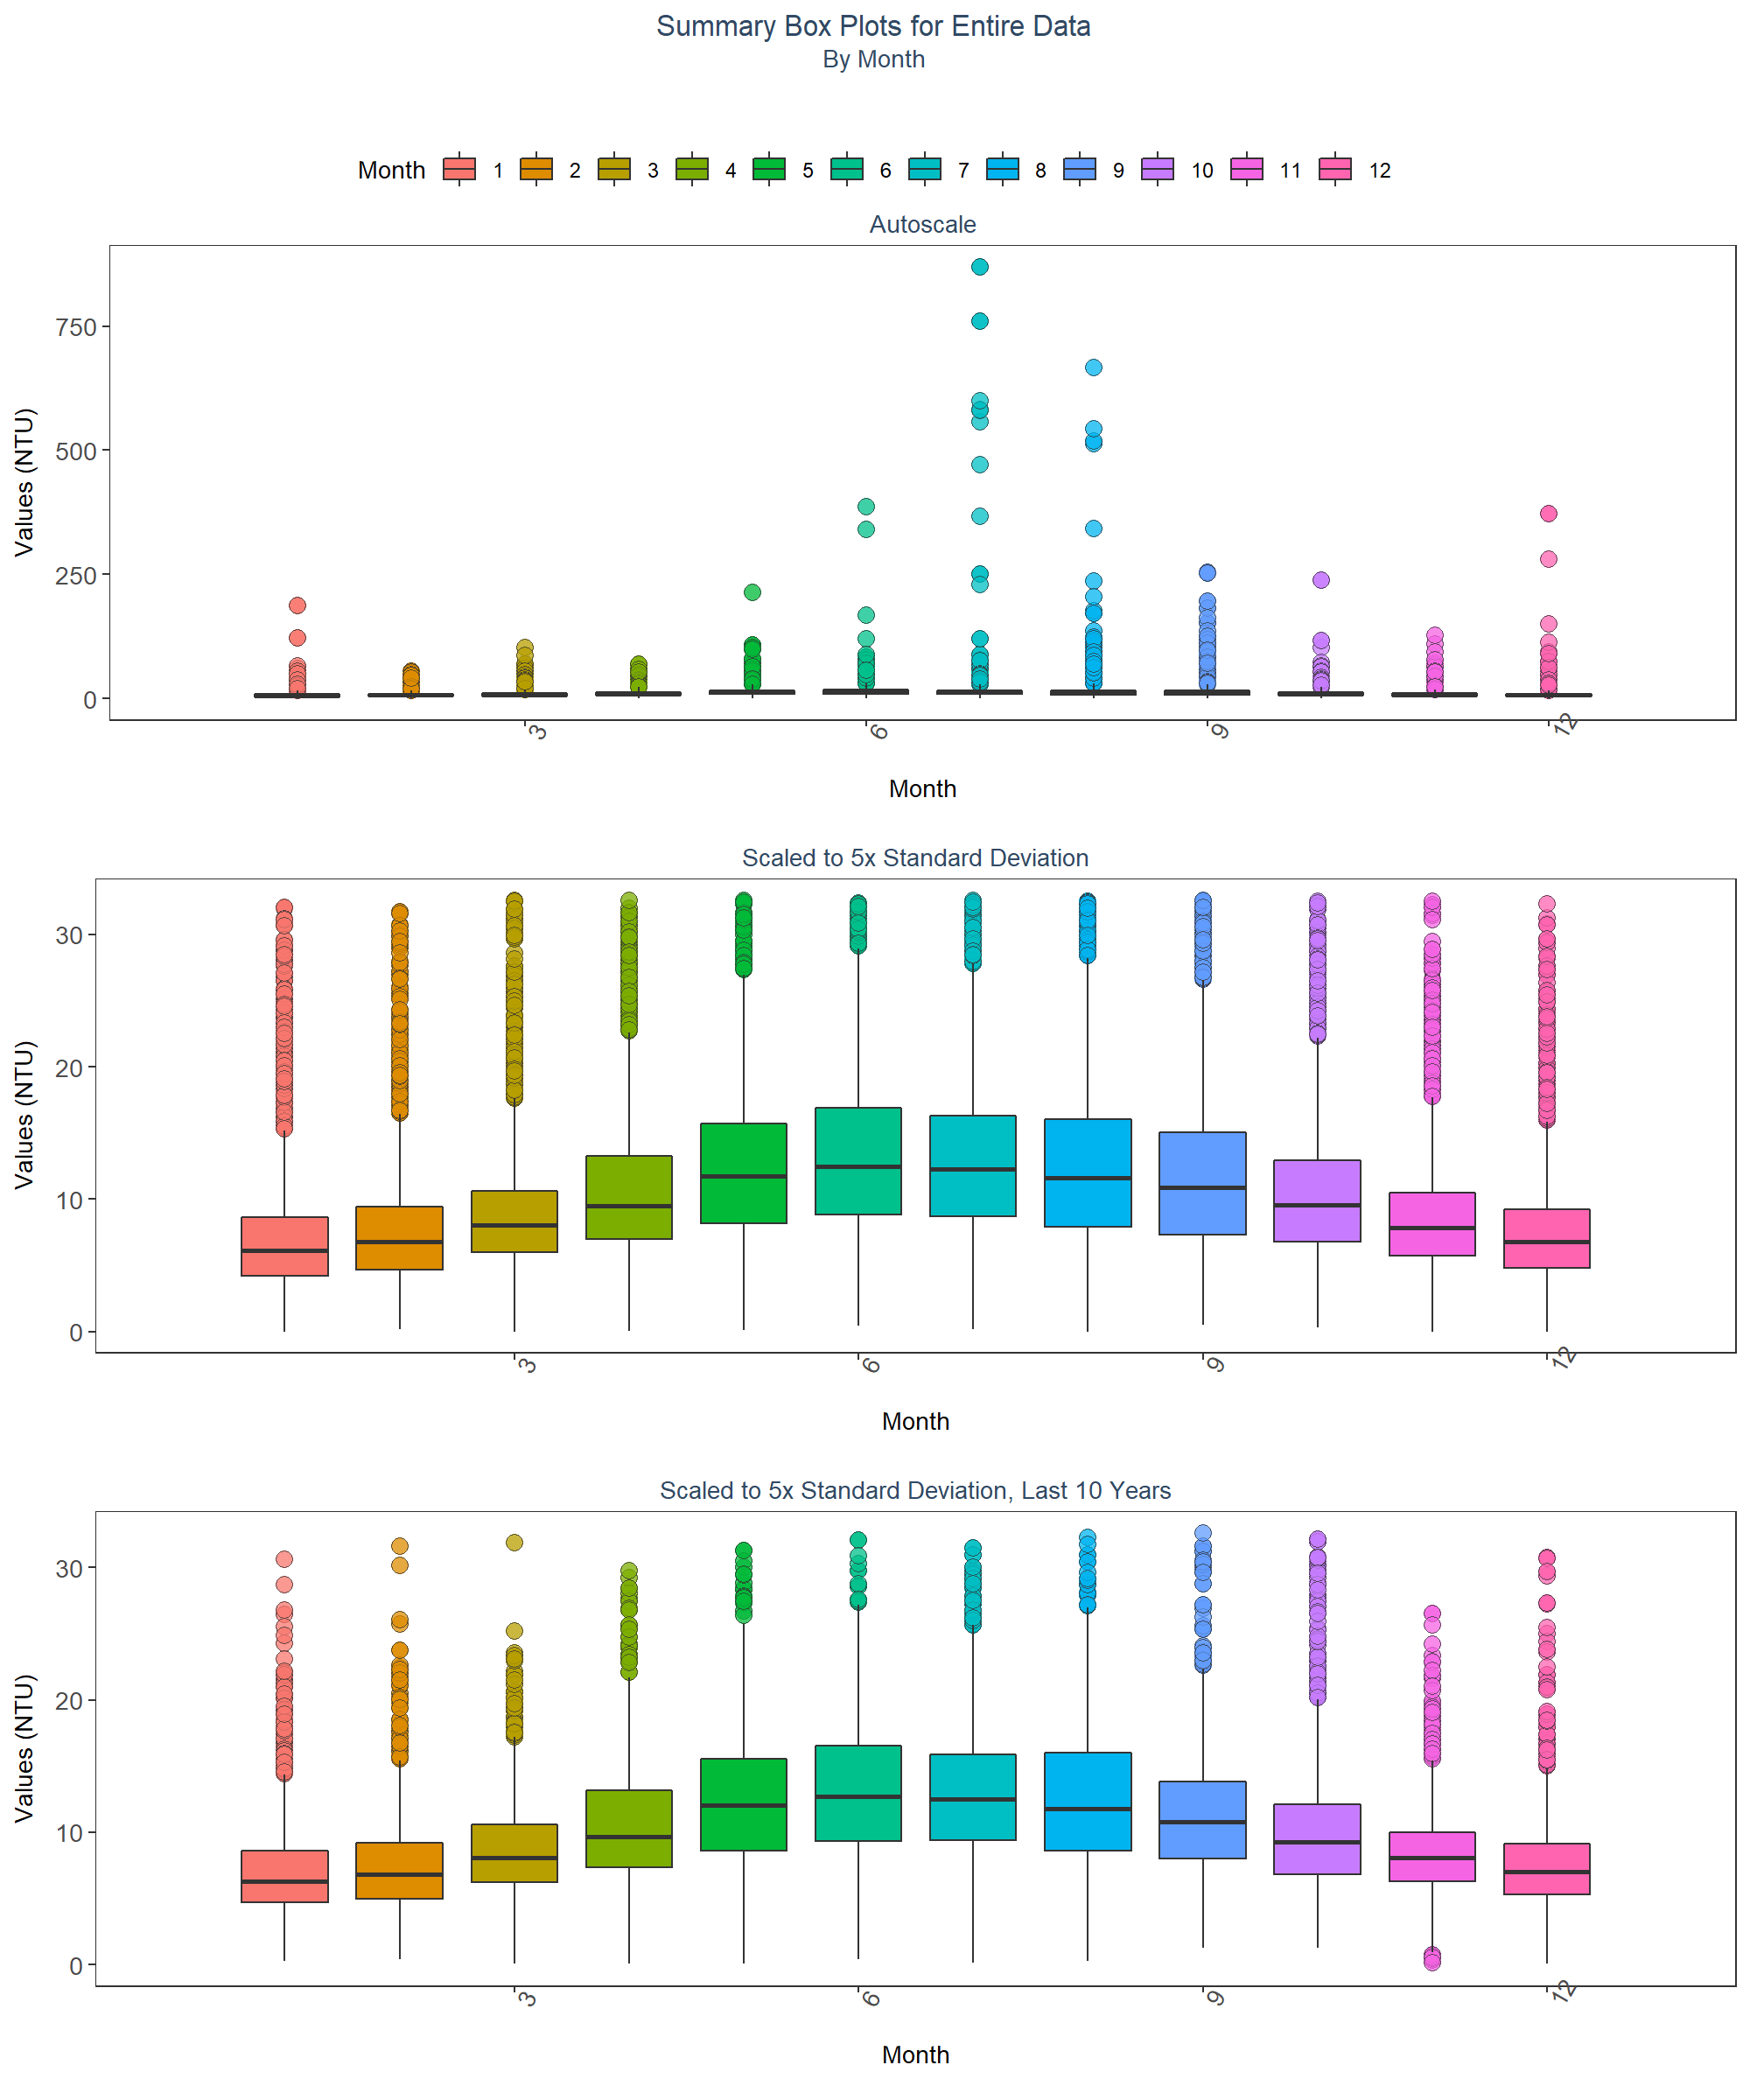 Summary Box Plots for Entire Data
By Month
Month 1 2 3 4 5 6 7 8 9 10 11 12
Autoscale
Values (NTU)
750
500
250
0
3 6 9 12
Month
Scaled to 5x Standard Deviation
Values (NTU)
30
20
10
0
3 6 9 12
Month
Scaled to 5x Standard Deviation, Last 10 Years
Values (NTU)
30
20
10
0
3 6 9 12
Month